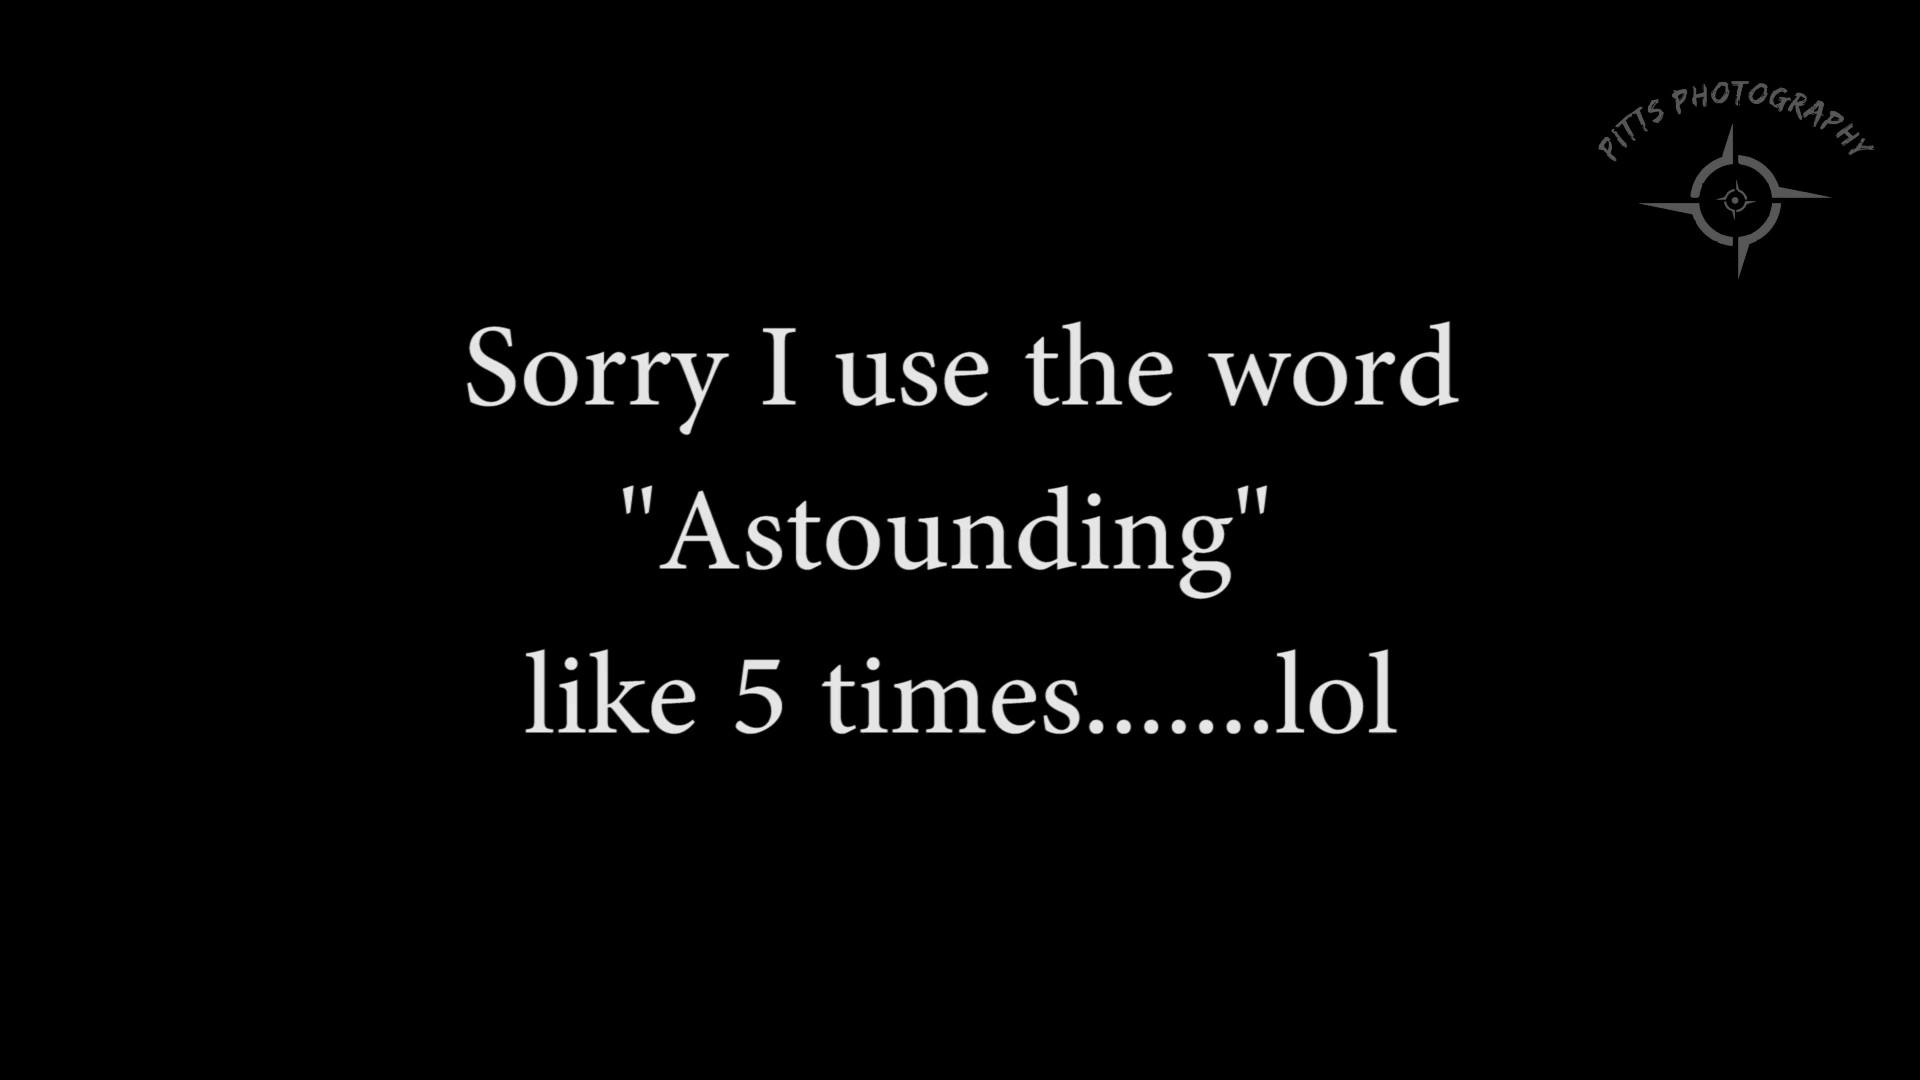 PITTS PHOTOGRAPHY
Sorry I use the word
"Astounding"
like 5 times.......lol